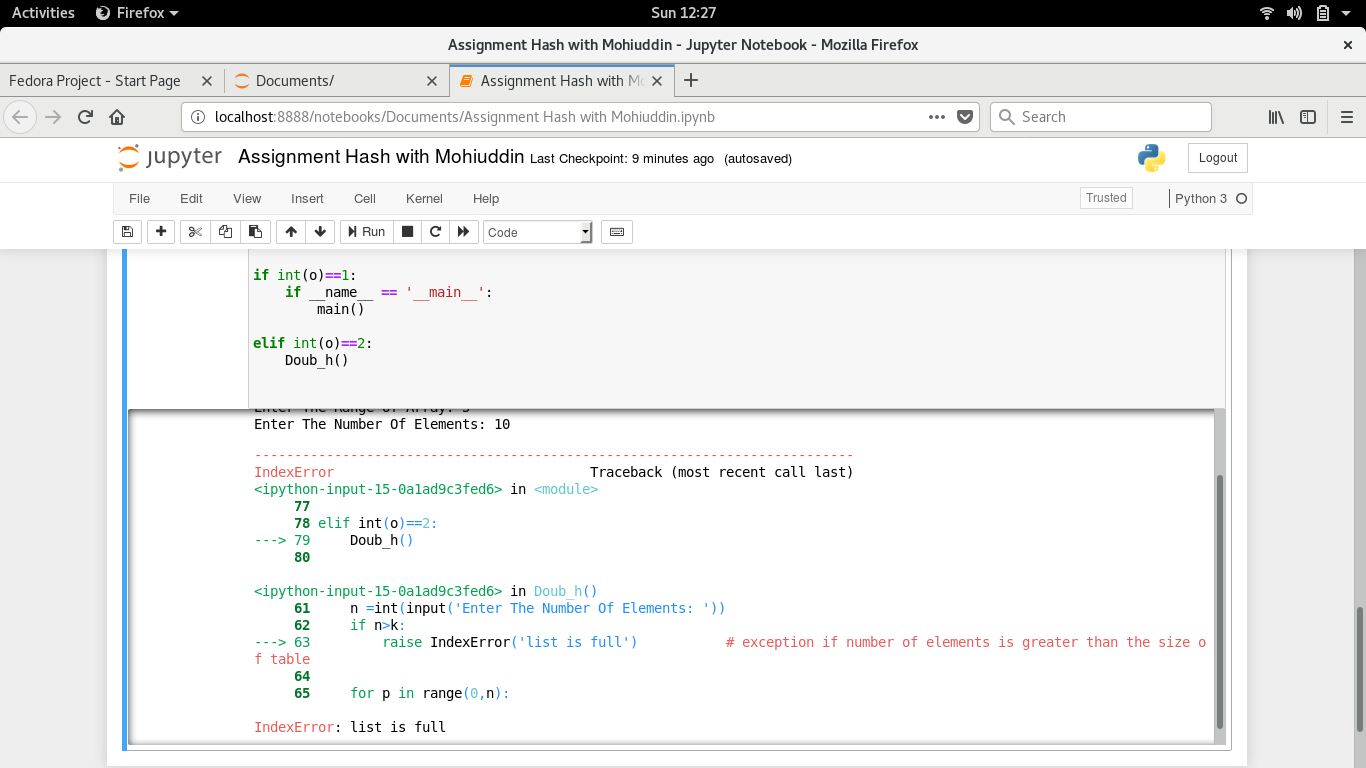 Activities Firefox Sun 12:27
Assignment Hash with Mohiuddin - Jupyter Notebook - Mozilla Firefox
Fedora Project - Start Page Documents/ Assignment Hash with Mo
localhost:8888/notebooks/Documents/Assignment Hash with Mohiuddin.ipynb Search
jupyter Assignment Hash with Mohiuddin Last Checkpoint: 9 minutes ago (autosaved) Logout
File Edit View Insert Cell Kernel Help Trusted Python 3
Run Code
if int(o)==1:
    if __name__ == '__main__':
        main()
elif int(o)==2:
    Doub_h()
Enter The Range Of Array: 5
Enter The Number Of Elements: 10
---------------------------------------------------------------------------
IndexError                                Traceback (most recent call last)
<ipython-input-15-0a1ad9c3fed6> in <module>
     77
     78 elif int(o)==2:
---> 79     Doub_h()
     80
<ipython-input-15-0a1ad9c3fed6> in Doub_h()
     61     n =int(input('Enter The Number Of Elements: '))
     62     if n>k:
---> 63         raise IndexError('list is full')           # exception if number of elements is greater than the size o
f table
     64
     65     for p in range(0,n):
IndexError: list is full